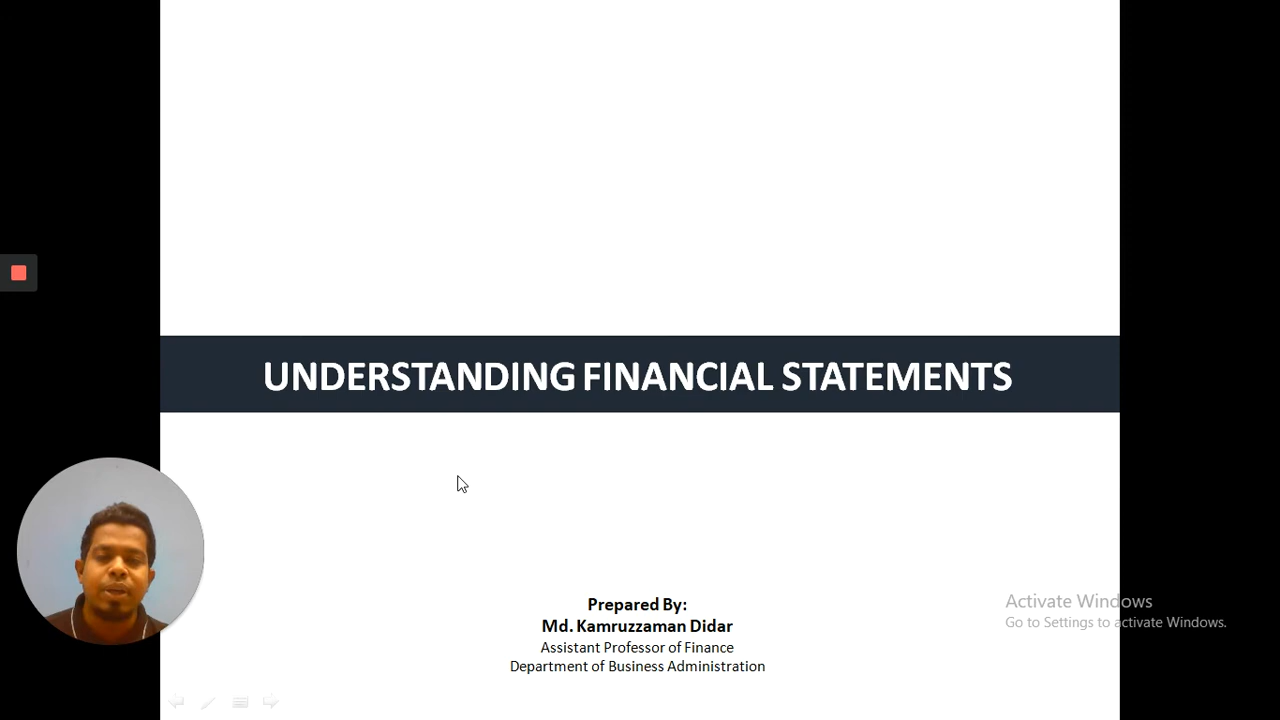 UNDERSTANDING FINANCIAL STATEMENTS
Prepared By:
Md. Kamruzzaman Didar
Assistant Professor of Finance
Department of Business Administration
Activate Windows
Go to Settings to activate Windows.